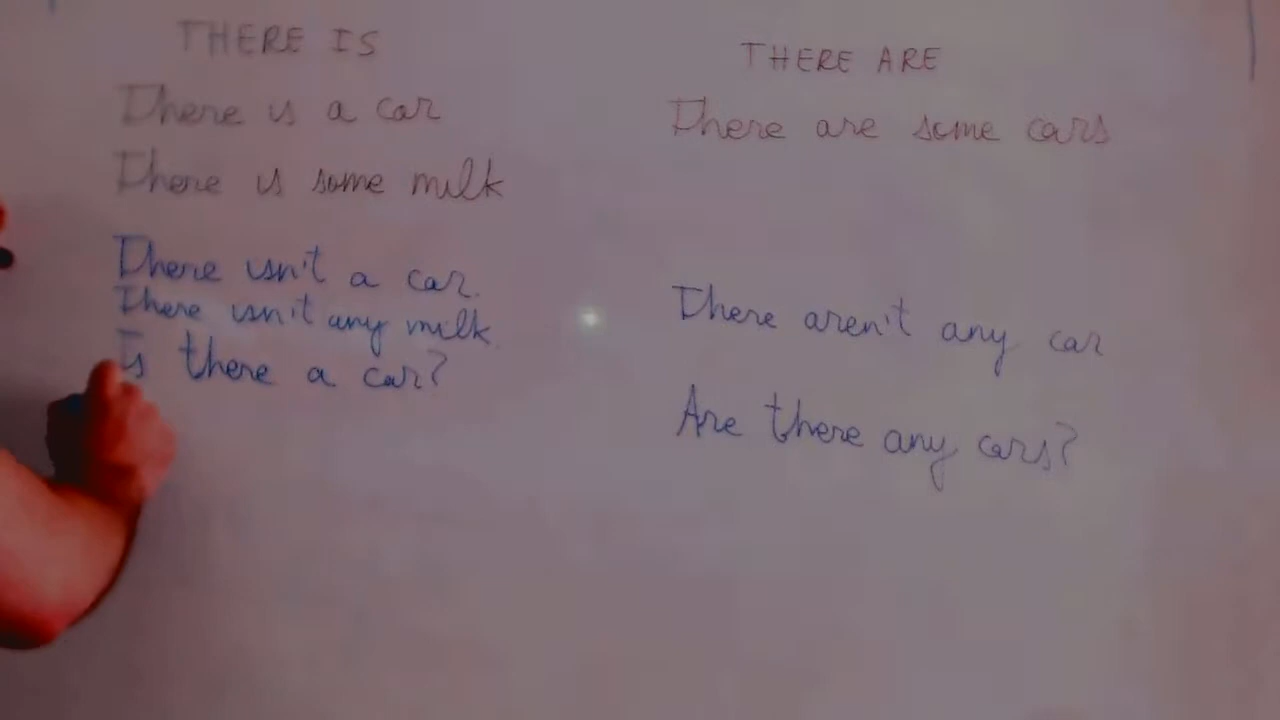 THERE IS
There is a car
There is some milk
There isn't a car.
There isn't any milk
Is there a car?
THERE ARE
There are some cars
There aren't any car
Are there any cars?